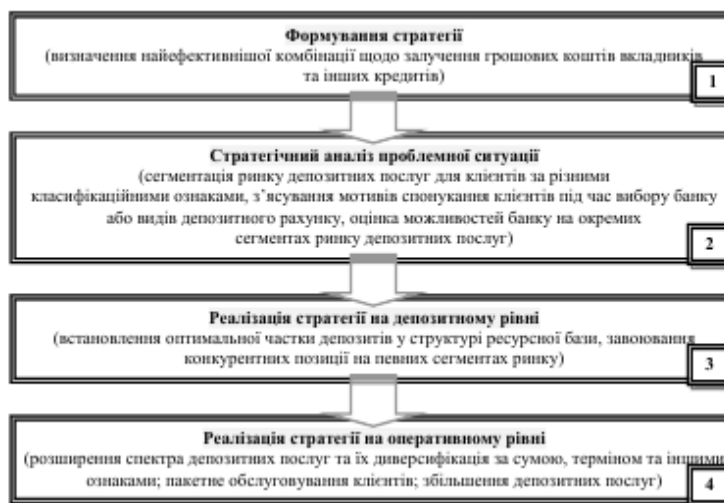 Формування стратегії
(визначення найефективнішої комбінації щодо залучення грошових коштів вкладників
та інших кредитів)
1
Стратегічний аналіз проблемної ситуації
(сегментація ринку депозитних послуг для клієнтів за різними
класифікаційними ознаками, з’ясування мотивів спонукання клієнтів під час вибору банку
або видів депозитного рахунку, оцінка можливостей банку на окремих
сегментах ринку депозитних послуг)
2
Реалізація стратегії на депозитному рівні
(встановлення оптимальної частки депозитів у структурі ресурсної бази, завоювання
конкурентних позиції на певних сегментах ринку)
3
Реалізація стратегії на оперативному рівні
(розширення спектра депозитних послуг та їх диверсифікація за сумою, терміном та іншими
ознаками; пакетне обслуговування клієнтів; збільшення депозитних послуг)
4